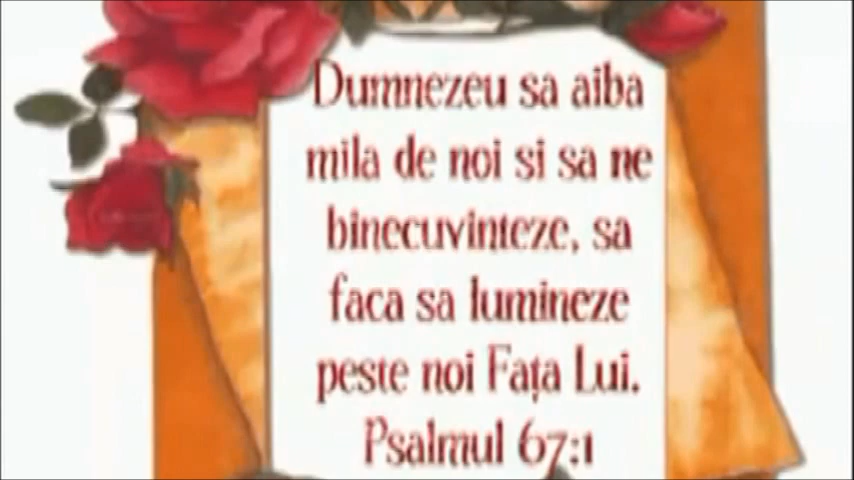 Dumnezeu sa aiba
mila de noi si sa ne
binecuvinteze, sa
faca sa lumineze
peste noi Fața Lui.
Psalmul 67:1